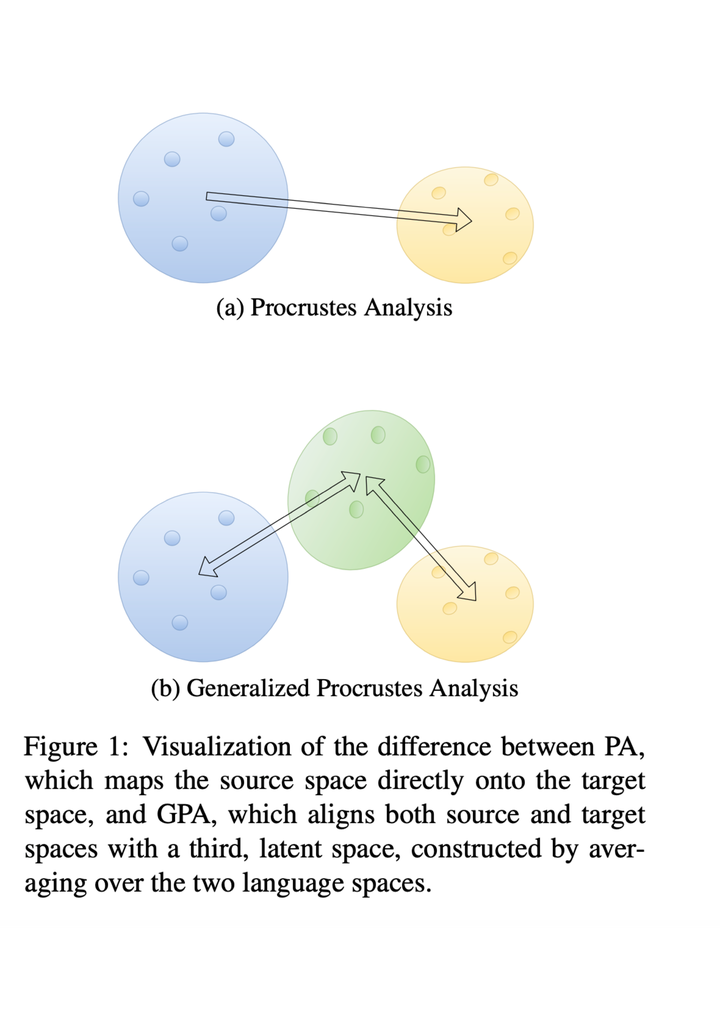 (a) Procrustes Analysis
(b) Generalized Procrustes Analysis
Figure 1: Visualization of the difference between PA,
which maps the source space directly onto the target
space, and GPA, which aligns both source and target
spaces with a third, latent space, constructed by aver-
aging over the two language spaces.